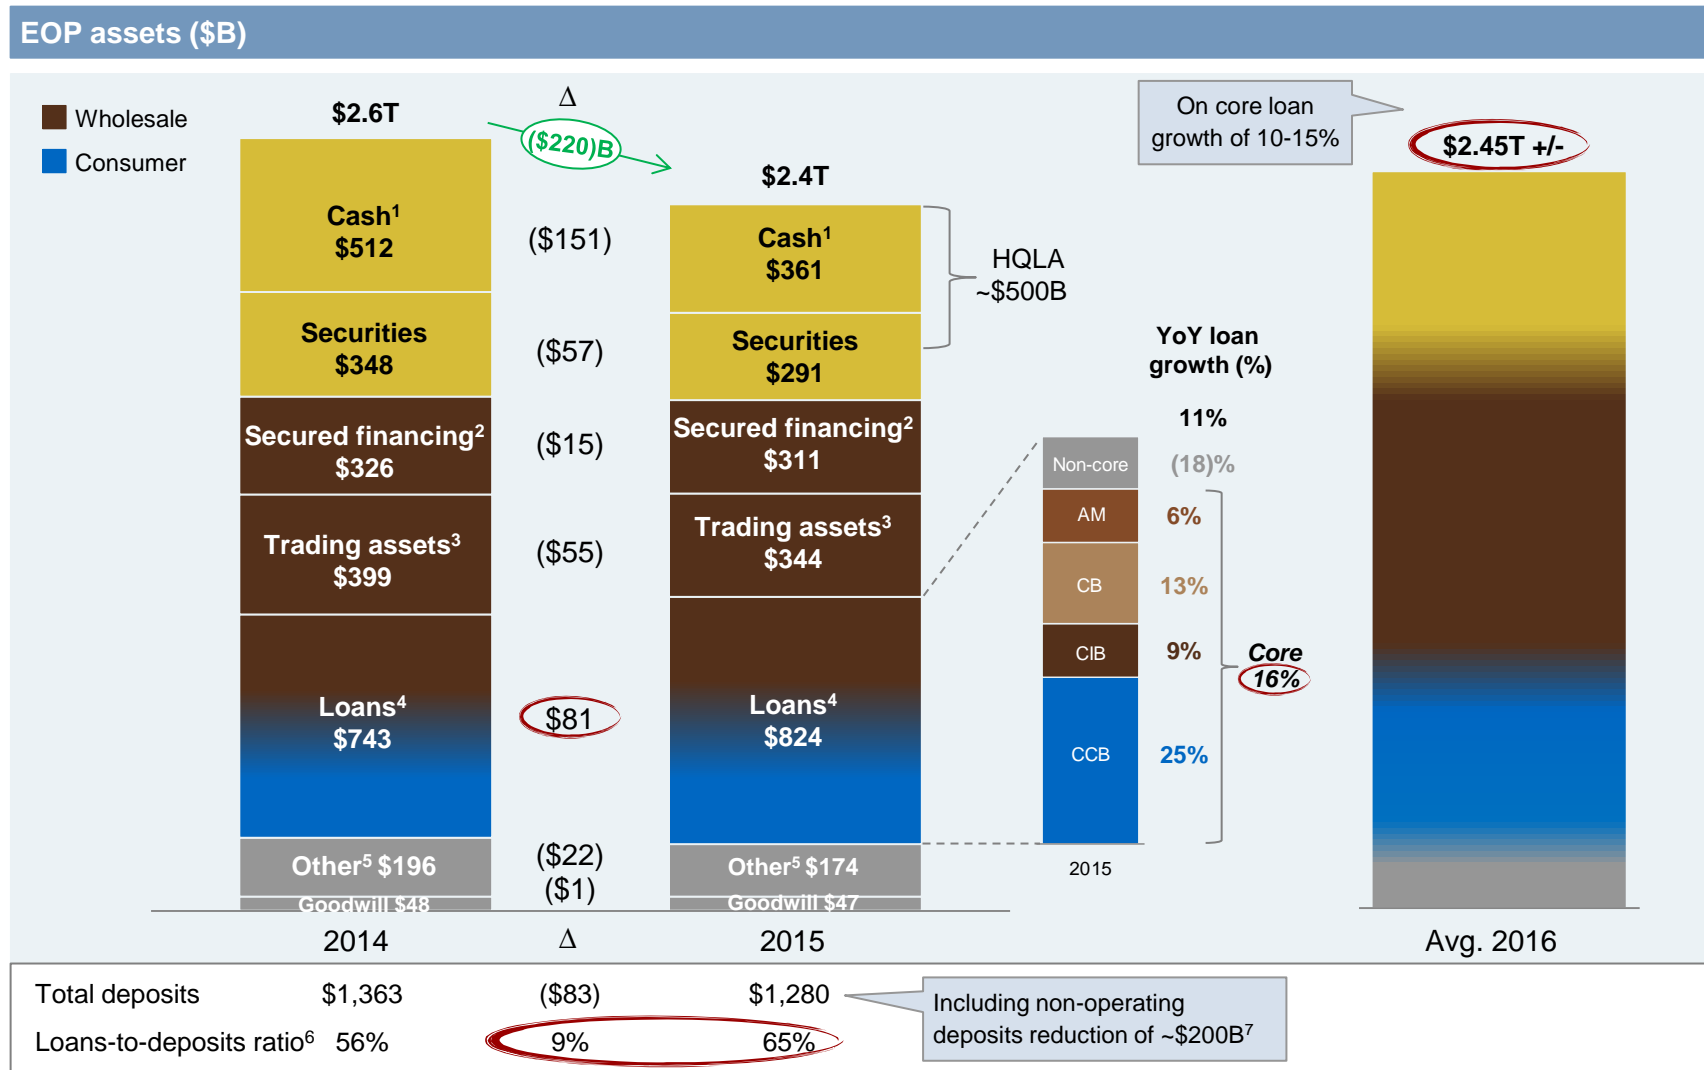 EOP assets ($B)
Wholesale
Consumer
$2.6T
Δ
($220)B
$2.4T
On core loan
growth of 10-15%
$2.45T +/-
Cash¹
$512
($151)
Cash¹
$361
HQLA
~$500B
Securities
$348
($57)
Securities
$291
Secured financing²
$326
($15)
Secured financing²
$311
Trading assets³
$399
($55)
Trading assets³
$344
Loans⁴
$743
$81
Loans⁴
$824
Other⁵ $196
($22)
Other⁵ $174
Goodwill $48
($1)
Goodwill $47
YoY loan
growth (%)
11%
Non-core
(18)%
AM
6%
CB
13%
CIB
9%
Core
16%
CCB
25%
2015
2014
Δ
2015
Avg. 2016
Total deposits
$1,363
($83)
$1,280
Including non-operating
deposits reduction of ~$200B⁷
Loans-to-deposits ratio⁶
56%
9%
65%